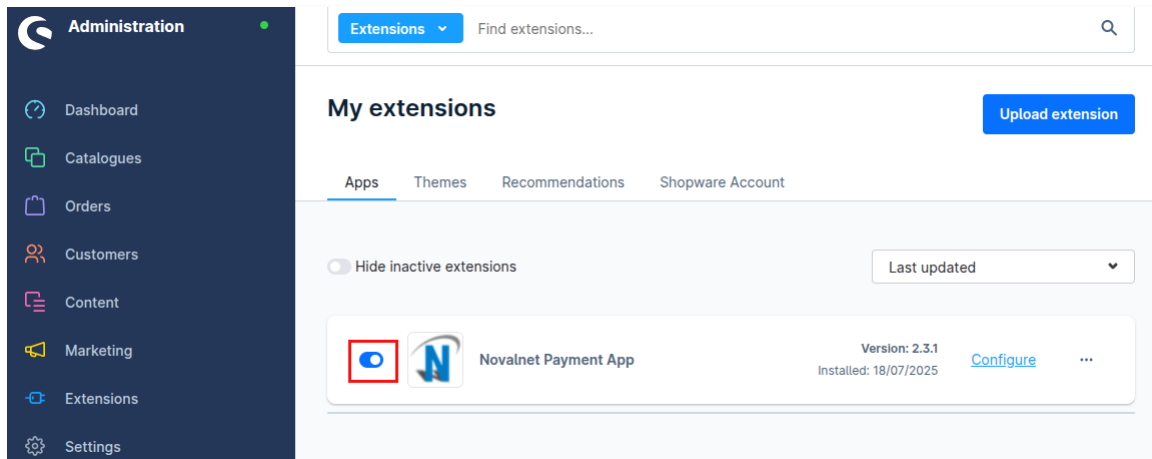 Administration
Dashboard
Catalogues
Orders
Customers
Content
Marketing
Extensions
Settings
Extensions
Find extensions...
My extensions
Upload extension
Apps
Themes
Recommendations
Shopware Account
Hide inactive extensions
Last updated
N
Novalnet Payment App
Version: 2.3.1
Installed: 18/07/2025
Configure
...